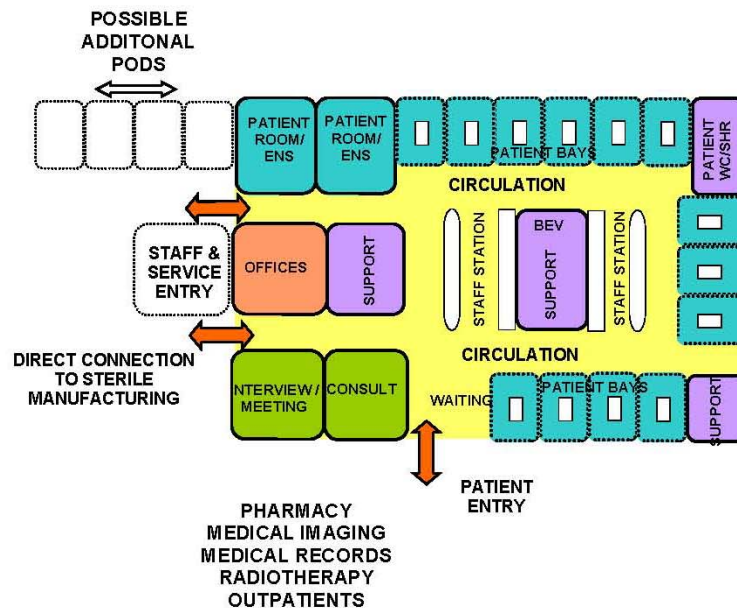 POSSIBLE
ADDITONAL
PODS
PATIENT
ROOM/
ENS
PATIENT
ROOM/
ENS
PATIENT BAYS
PATIENT
WC/SHR
CIRCULATION
STAFF &
SERVICE
ENTRY
OFFICES
SUPPORT
STAFF STATION
BEV
SUPPORT
STAFF STATION
CIRCULATION
DIRECT CONNECTION
TO STERILE
MANUFACTURING
NTERVIEW /
MEETING
CONSULT
WAITING
PATIENT BAYS
SUPPORT
PATIENT
ENTRY
PHARMACY
MEDICAL IMAGING
MEDICAL RECORDS
RADIOTHERAPY
OUTPATIENTS